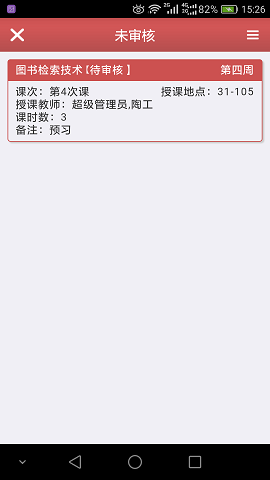 82% 15:26
未审核
图书检索技术【待审核 】 第四周
课次：第4次课 授课地点：31-105
授课教师：超级管理员,陶工
课时数：3
备注：预习